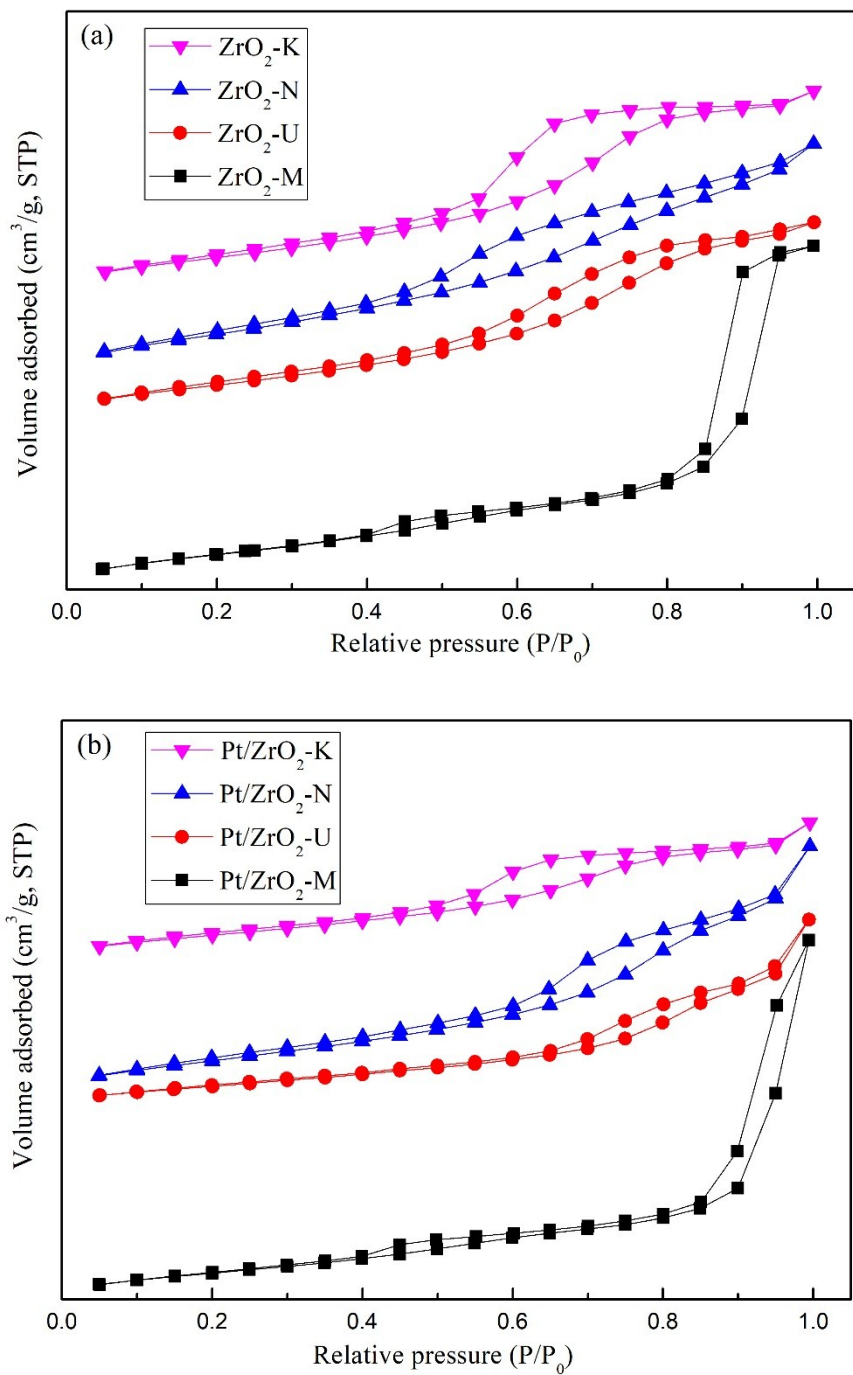 (a)
ZrO₂-K
ZrO₂-N
ZrO₂-U
ZrO₂-M
Volume adsorbed (cm³/g, STP)
0.0 0.2 0.4 0.6 0.8 1.0
Relative pressure (P/P₀)
(b)
Pt/ZrO₂-K
Pt/ZrO₂-N
Pt/ZrO₂-U
Pt/ZrO₂-M
Volume adsorbed (cm³/g, STP)
0.0 0.2 0.4 0.6 0.8 1.0
Relative pressure (P/P₀)